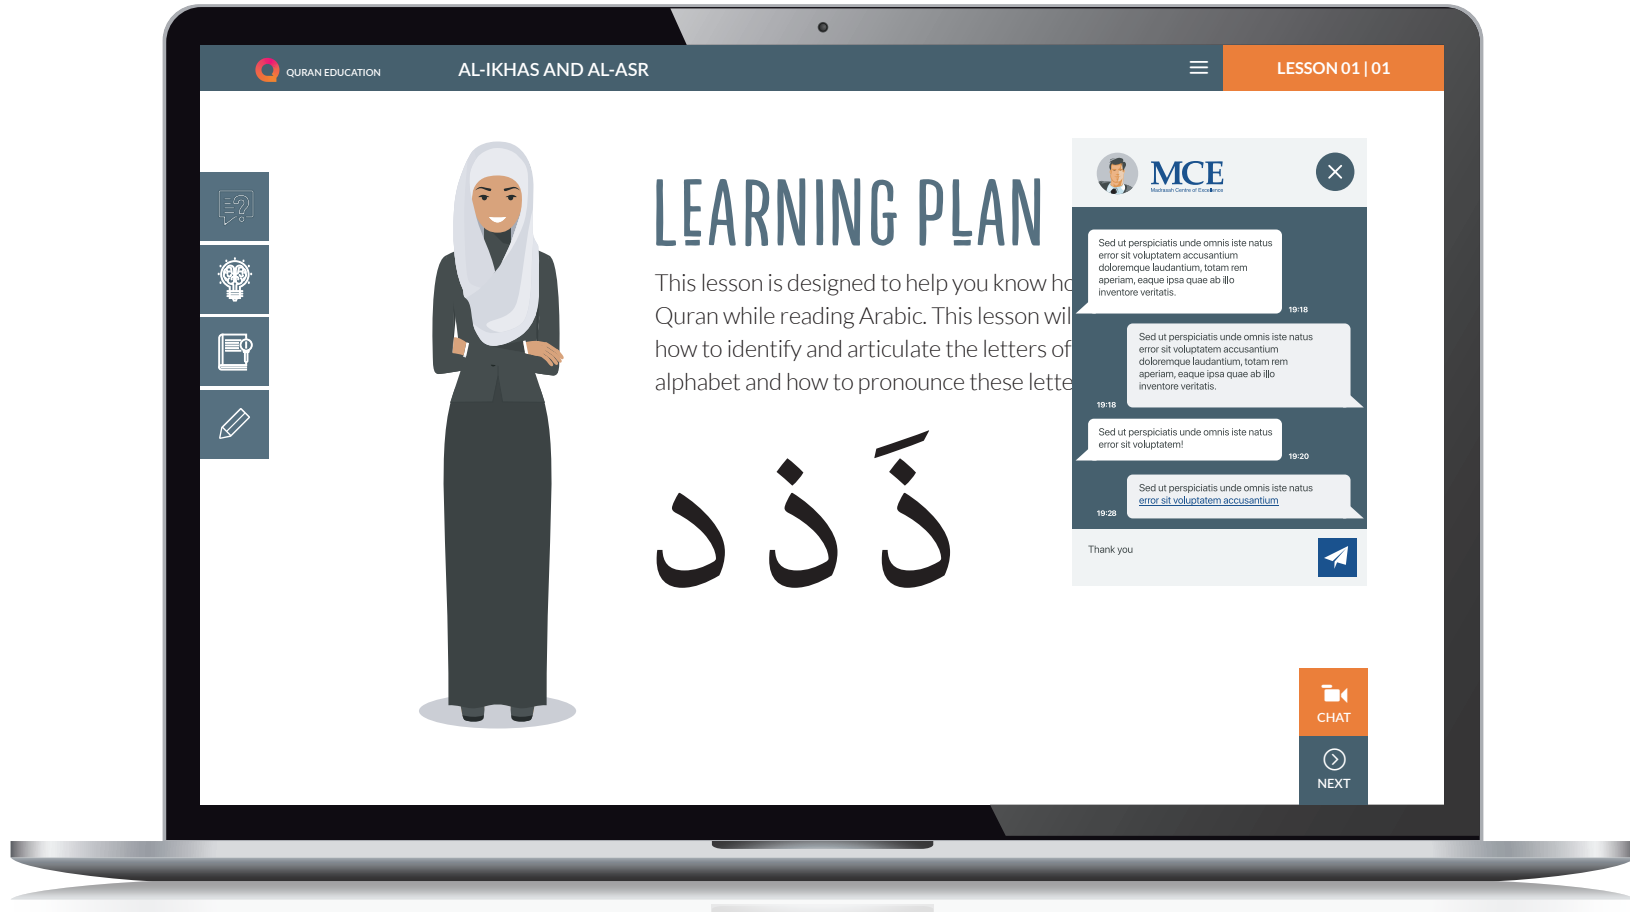 QURAN EDUCATION
AL-IKHAS AND AL-ASR
LESSON 01 | 01
LEARNING PLAN
This lesson is designed to help you know
Quran while reading Arabic. This lesson
how to identify and articulate the letters of
alphabet and how to pronounce these
د ذ ذَ
MCE
Madrasah Centre of Excellence
Sed ut perspiciatis unde omnis iste natus
error sit voluptatem accusantium
doloremque laudantium, totam rem
aperiam, eaque ipsa quae ab illo
inventore veritatis.
19:18
Sed ut perspiciatis unde omnis iste natus
error sit voluptatem accusantium
doloremque laudantium, totam rem
aperiam, eaque ipsa quae ab illo
inventore veritatis.
19:18
Sed ut perspiciatis unde omnis iste natus
error sit voluptatem!
19:20
Sed ut perspiciatis unde omnis iste natus
error sit voluptatem accusantium
19:28
Thank you
CHAT
NEXT